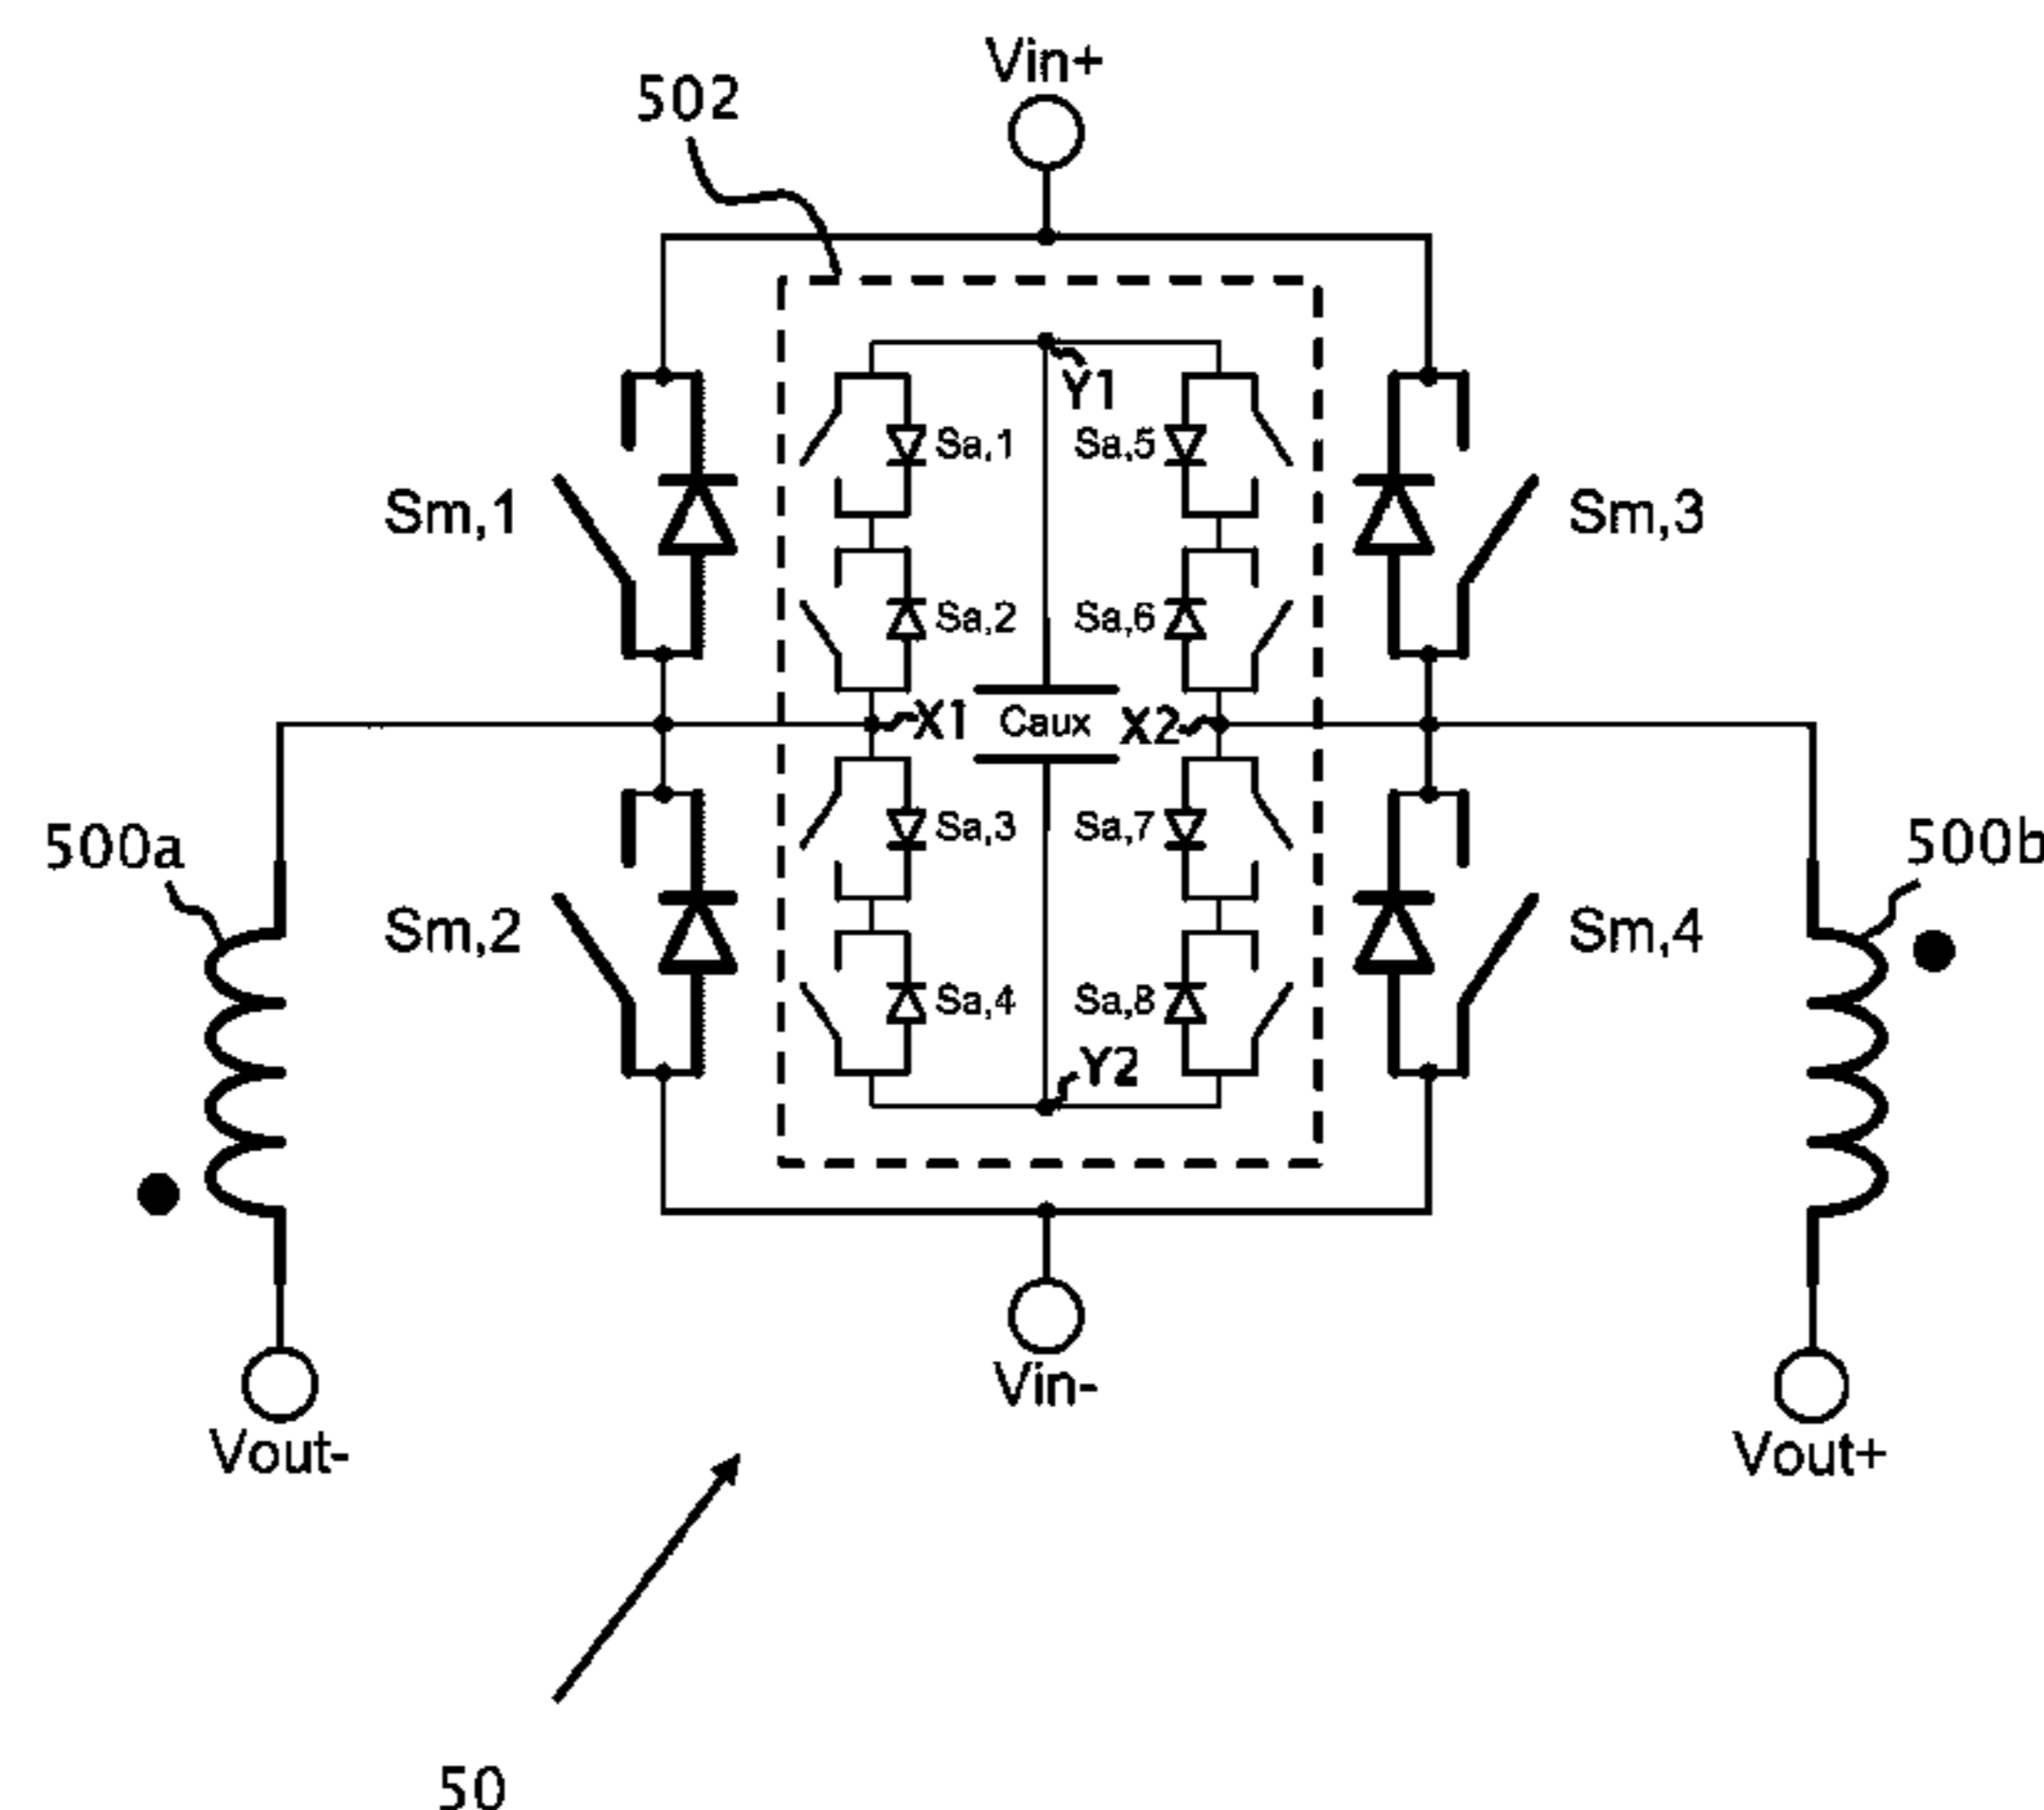 Vin+
502
Y1
Sa,1
Sa,5
Sm,1
Sm,3
Sa,2
Sa,6
X1
Caux
X2
500a
Sa,3
Sa,7
500b
Sm,2
Sm,4
Sa,4
Sa,8
Y2
Vin-
Vout-
Vout+
50